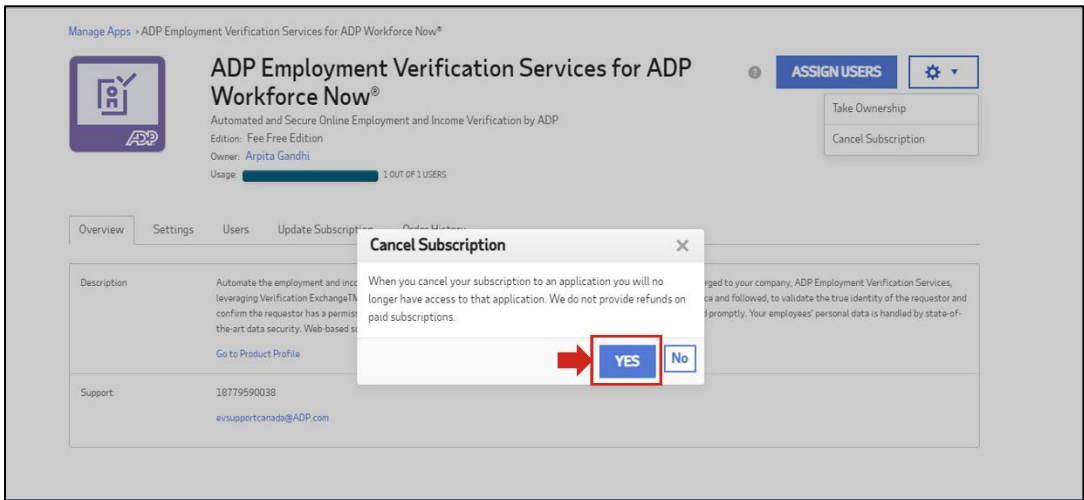 Manage Apps › ADP Employment Verification Services for ADP Workforce Now®
ADP Employment Verification Services for ADP
Workforce Now®
Automated and Secure Online Employment and Income Verification by ADP
Edition: Fee Free Edition
Owner: Arpita Gandhi
Usage: 1 OUT OF 1 USERS
ADP
ASSIGN USERS
Take Ownership
Cancel Subscription
Overview Settings Users Update Subscription Order History
Cancel Subscription
When you cancel your subscription to an application you will no
longer have access to that application. We do not provide refunds on
paid subscriptions.
YES No
Description
Automate the employment and inc rged to your company, ADP Employment Verification Services,
leveraging Verification ExchangeTM ce and followed, to validate the true identity of the requestor and
confirm the requestor has a permiss d promptly. Your employees' personal data is handled by state-of-
the-art data security. Web-based
Go to Product Profile
Support
18779590038
evsupportcanada@ADP.com